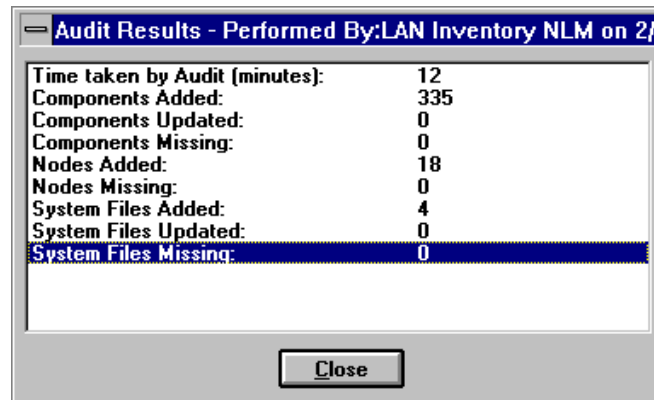 Audit Results - Performed By:LAN Inventory NLM on 2/
Time taken by Audit (minutes): 12
Components Added: 335
Components Updated: 0
Components Missing: 0
Nodes Added: 18
Nodes Missing: 0
System Files Added: 4
System Files Updated: 0
System Files Missing: 0
Close